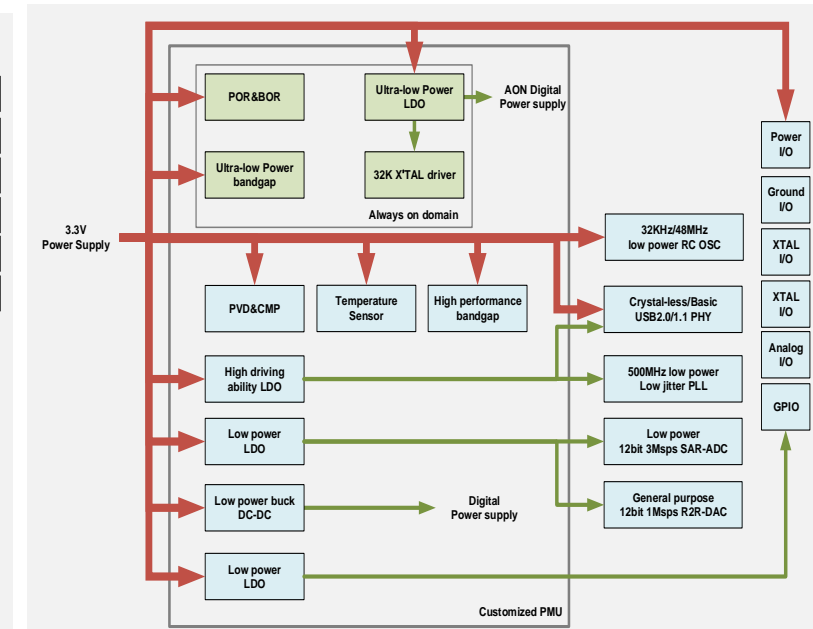 POR&BOR
Ultra-low Power
LDO
AON Digital
Power supply
Ultra-low Power
bandgap
32K X'TAL driver
Always on domain
3.3V
Power Supply
PVD&CMP
Temperature
Sensor
High performance
bandgap
High driving
ability LDO
Low power
LDO
Low power buck
DC-DC
Digital
Power supply
Low power
LDO
Customized PMU
32KHz/48MHz
low power RC OSC
Crystal-less/Basic
USB2.0/1.1 PHY
500MHz low power
Low jitter PLL
Low power
12bit 3Msps SAR-ADC
General purpose
12bit 1Msps R2R-DAC
Power
I/O
Ground
I/O
XTAL
I/O
XTAL
I/O
Analog
I/O
GPIO